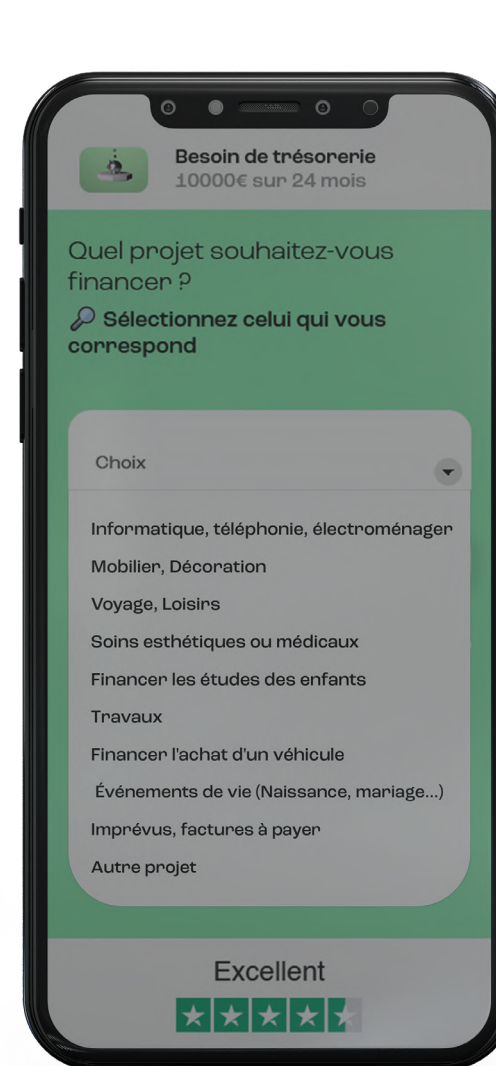 Besoin de trésorerie
10000€ sur 24 mois
Quel projet souhaitez-vous
financer ?
🔎 Sélectionnez celui qui vous
correspond
Choix
Informatique, téléphonie, électroménager
Mobilier, Décoration
Voyage, Loisirs
Soins esthétiques ou médicaux
Financer les études des enfants
Travaux
Financer l'achat d'un véhicule
Événements de vie (Naissance, mariage...)
Imprévus, factures à payer
Autre projet
Excellent